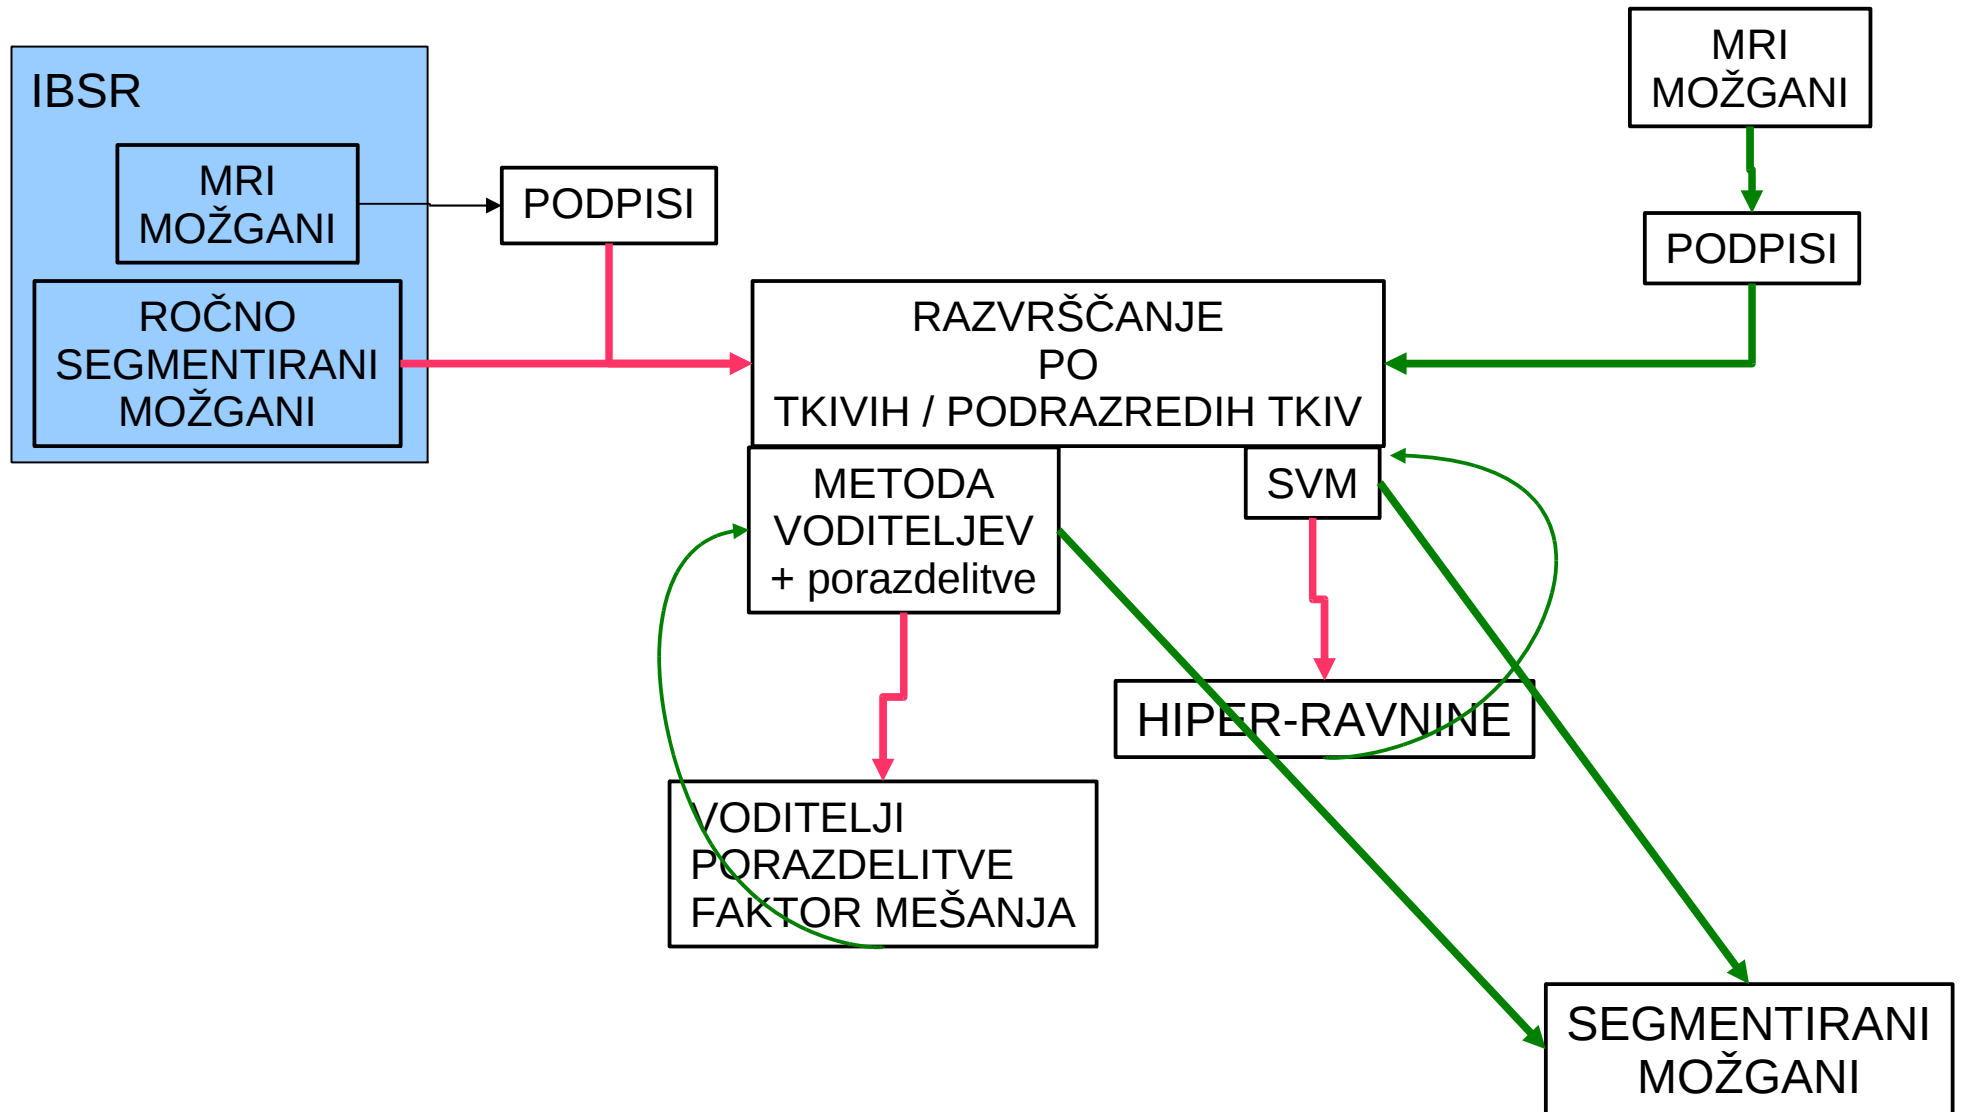 IBSR
MRI
MOŽGANI
ROČNO
SEGMENTIRANI
MOŽGANI
PODPISI
MRI
MOŽGANI
PODPISI
RAZVRŠČANJE
PO
TKIVIH / PODRAZREDIH TKIV
METODA
VODITELJEV
+ porazdelitve
SVM
HIPER-RAVNINE
VODITELJI
PORAZDELITVE
FAKTOR MEŠANJA
SEGMENTIRANI
MOŽGANI